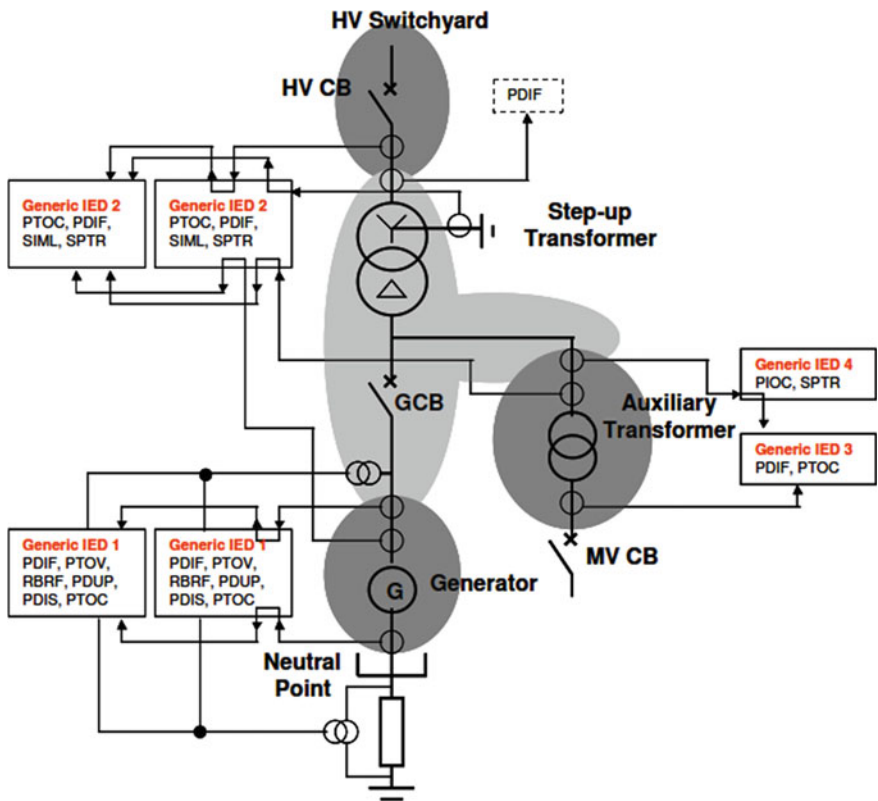 HV Switchyard
HV CB
PDIF
Generic IED 2
PTOC, PDIF,
SIML, SPTR
Generic IED 2
PTOC, PDIF,
SIML, SPTR
Step-up
Transformer
GCB
Auxiliary
Transformer
Generic IED 4
PIOC, SPTR
Generic IED 3
PDIF, PTOC
MV CB
Generic IED 1
PDIF, PTOV,
RBRF, PDUP,
PDIS, PTOC
Generic IED 1
PDIF, PTOV,
RBRF, PDUP,
PDIS, PTOC
G
Generator
Neutral
Point